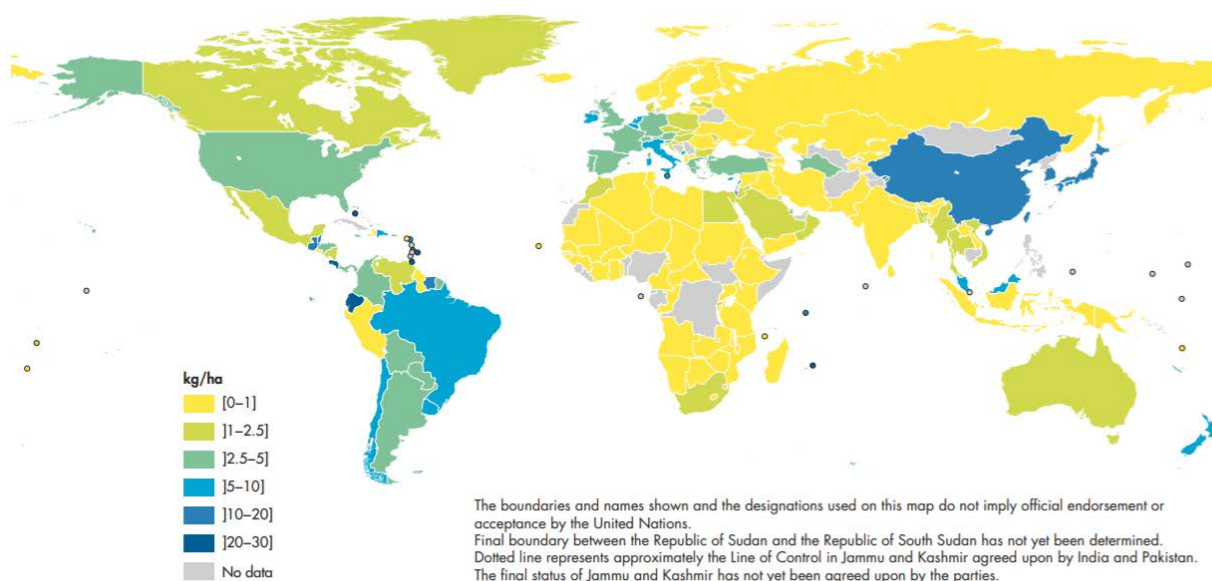 kg/ha
[0–1]
]1–2.5]
]2.5–5]
]5–10]
]10–20]
]20–30]
No data
The boundaries and names shown and the designations used on this map do not imply official endorsement or
acceptance by the United Nations.
Final boundary between the Republic of Sudan and the Republic of South Sudan has not yet been determined.
Dotted line represents approximately the Line of Control in Jammu and Kashmir agreed upon by India and Pakistan.
The final status of Jammu and Kashmir has not yet been agreed upon by the parties.